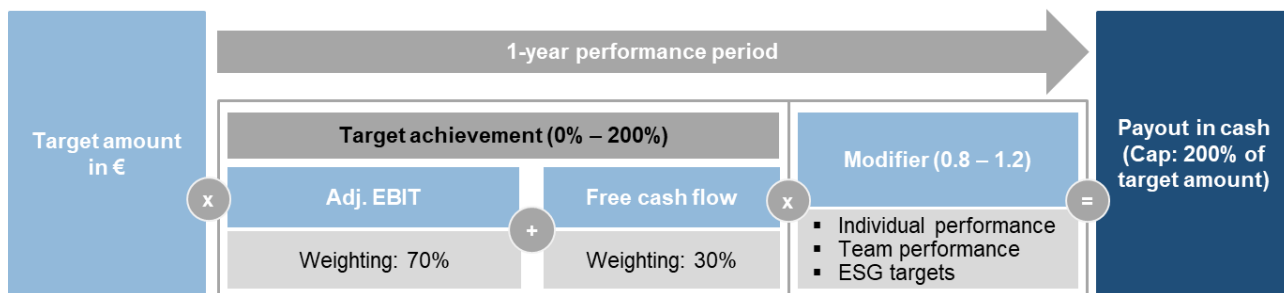 1-year performance period
Target amount
in €
x
Target achievement (0% – 200%)
Adj. EBIT
Weighting: 70%
+
Free cash flow
Weighting: 30%
x
Modifier (0.8 – 1.2)
▪ Individual performance
▪ Team performance
▪ ESG targets
=
Payout in cash
(Cap: 200% of
target amount)